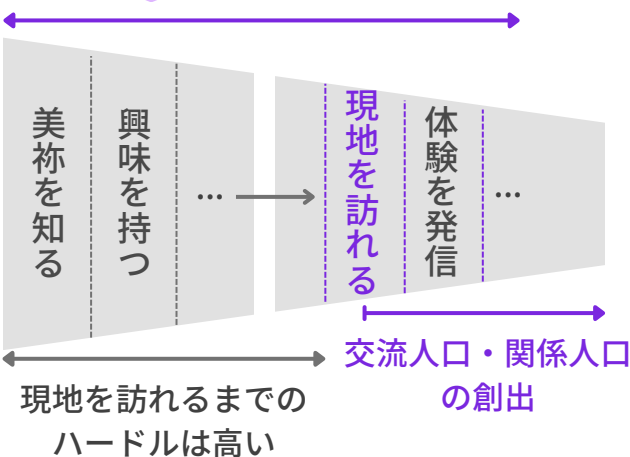 美祢を知る
興味を持つ
…
現地を訪れる
体験を発信
…
交流人口・関係人口
の創出
現地を訪れるまでの
ハードルは高い